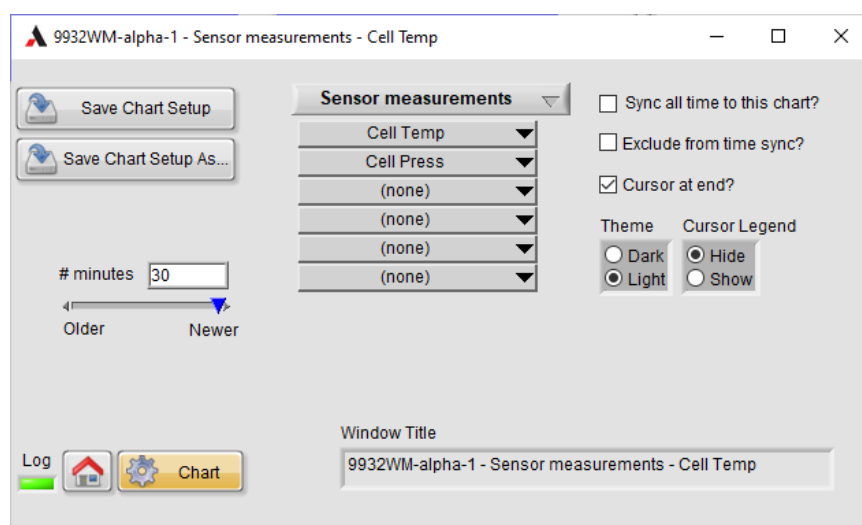 9932WM-alpha-1 - Sensor measurements - Cell Temp
Save Chart Setup
Save Chart Setup As...
# minutes 30
Older Newer
Sensor measurements
Cell Temp
Cell Press
(none)
(none)
(none)
(none)
Sync all time to this chart?
Exclude from time sync?
Cursor at end?
Theme Cursor Legend
Dark Hide
Light Show
Window Title
9932WM-alpha-1 - Sensor measurements - Cell Temp
Log
Chart